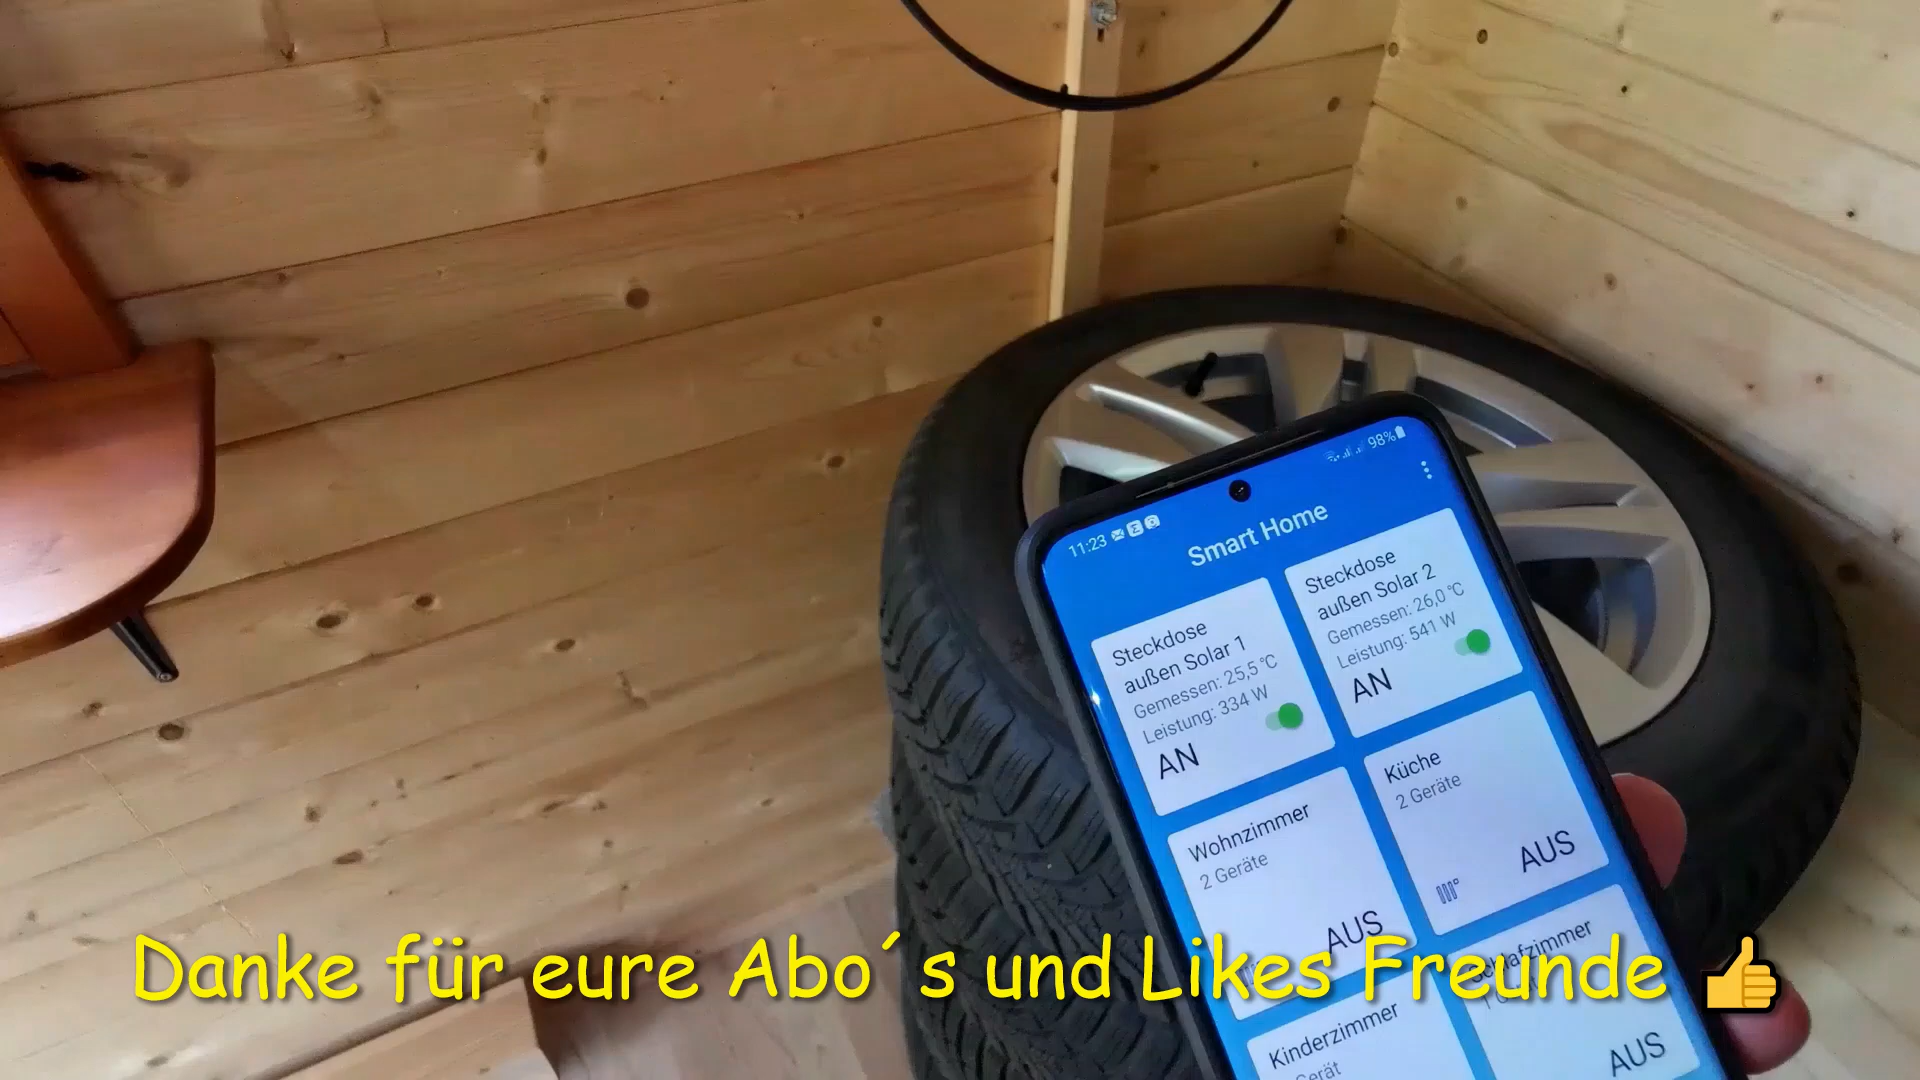 11:23
98%
Smart Home
Steckdose
außen Solar 1
Gemessen: 25,5 °C
Leistung: 334 W
AN
Steckdose
außen Solar 2
Gemessen: 26,0 °C
Leistung: 541 W
AN
Wohnzimmer
2 Geräte
AUS
Küche
2 Geräte
AUS
Kinderzimmer
Gerät
Schlafzimmer
AUS
Danke für eure Abo´s und Likes Freunde 👍